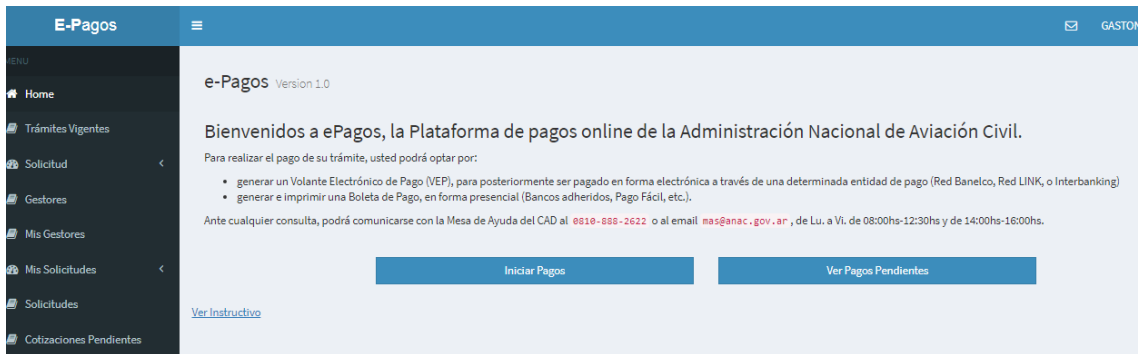 E-Pagos
GASTON
MENU
Home
Trámites Vigentes
Solicitud
Gestores
Mis Gestores
Mis Solicitudes
Solicitudes
Cotizaciones Pendientes
e-Pagos Version 1.0
Bienvenidos a ePagos, la Plataforma de pagos online de la Administración Nacional de Aviación Civil.
Para realizar el pago de su trámite, usted podrá optar por:
• generar un Volante Electrónico de Pago (VEP), para posteriormente ser pagado en forma electrónica a través de una determinada entidad de pago (Red Banelco, Red LINK, o Interbanking)
• generar e imprimir una Boleta de Pago, en forma presencial (Bancos adheridos, Pago Fácil, etc.).
Ante cualquier consulta, podrá comunicarse con la Mesa de Ayuda del CAD al 0810-888-2622 o al email mas@anac.gov.ar, de Lu. a Vi. de 08:00hs-12:30hs y de 14:00hs-16:00hs.
Iniciar Pagos
Ver Pagos Pendientes
Ver Instructivo